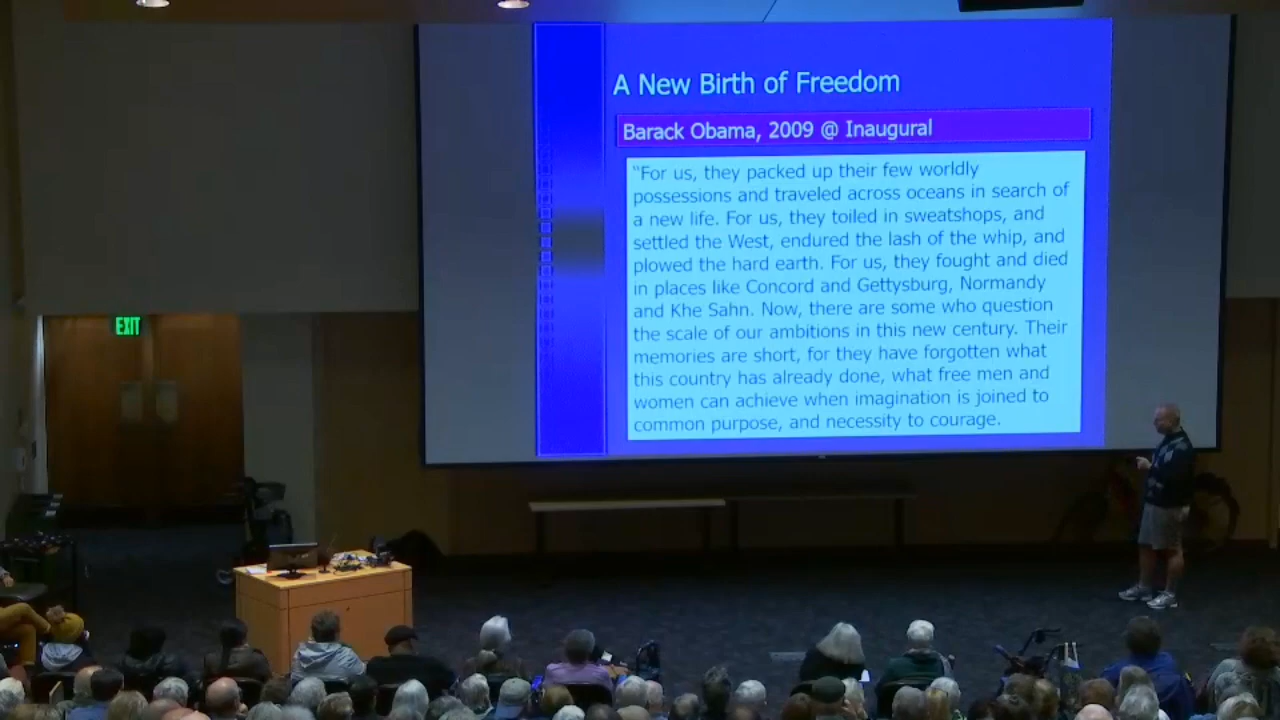 A New Birth of Freedom
Barack Obama, 2009 @ Inaugural
“For us, they packed up their few worldly
possessions and traveled across oceans in search of
a new life. For us, they toiled in sweatshops, and
settled the West, endured the lash of the whip, and
plowed the hard earth. For us, they fought and died
in places like Concord and Gettysburg, Normandy
and Khe Sahn. Now, there are some who question
the scale of our ambitions in this new century. Their
memories are short, for they have forgotten what
this country has already done, what free men and
women can achieve when imagination is joined to
common purpose, and necessity to courage.
EXIT